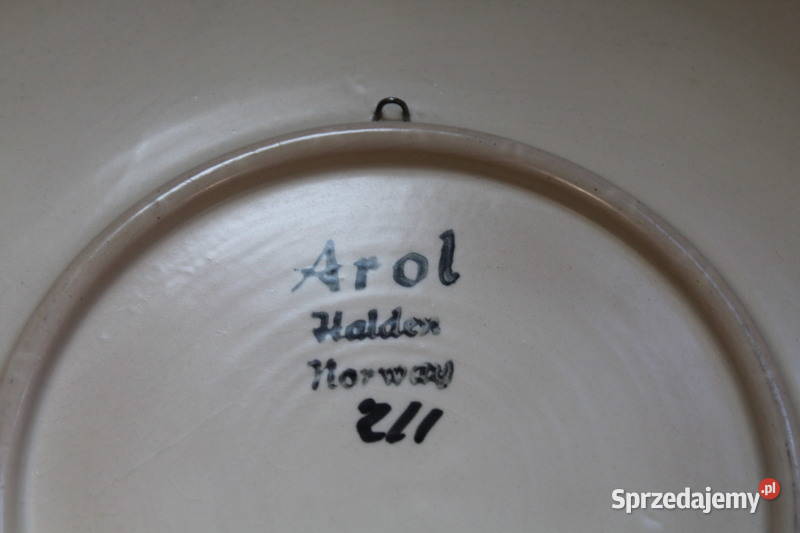 Arol
Halden
Norway
211
Sprzedajemy.pl